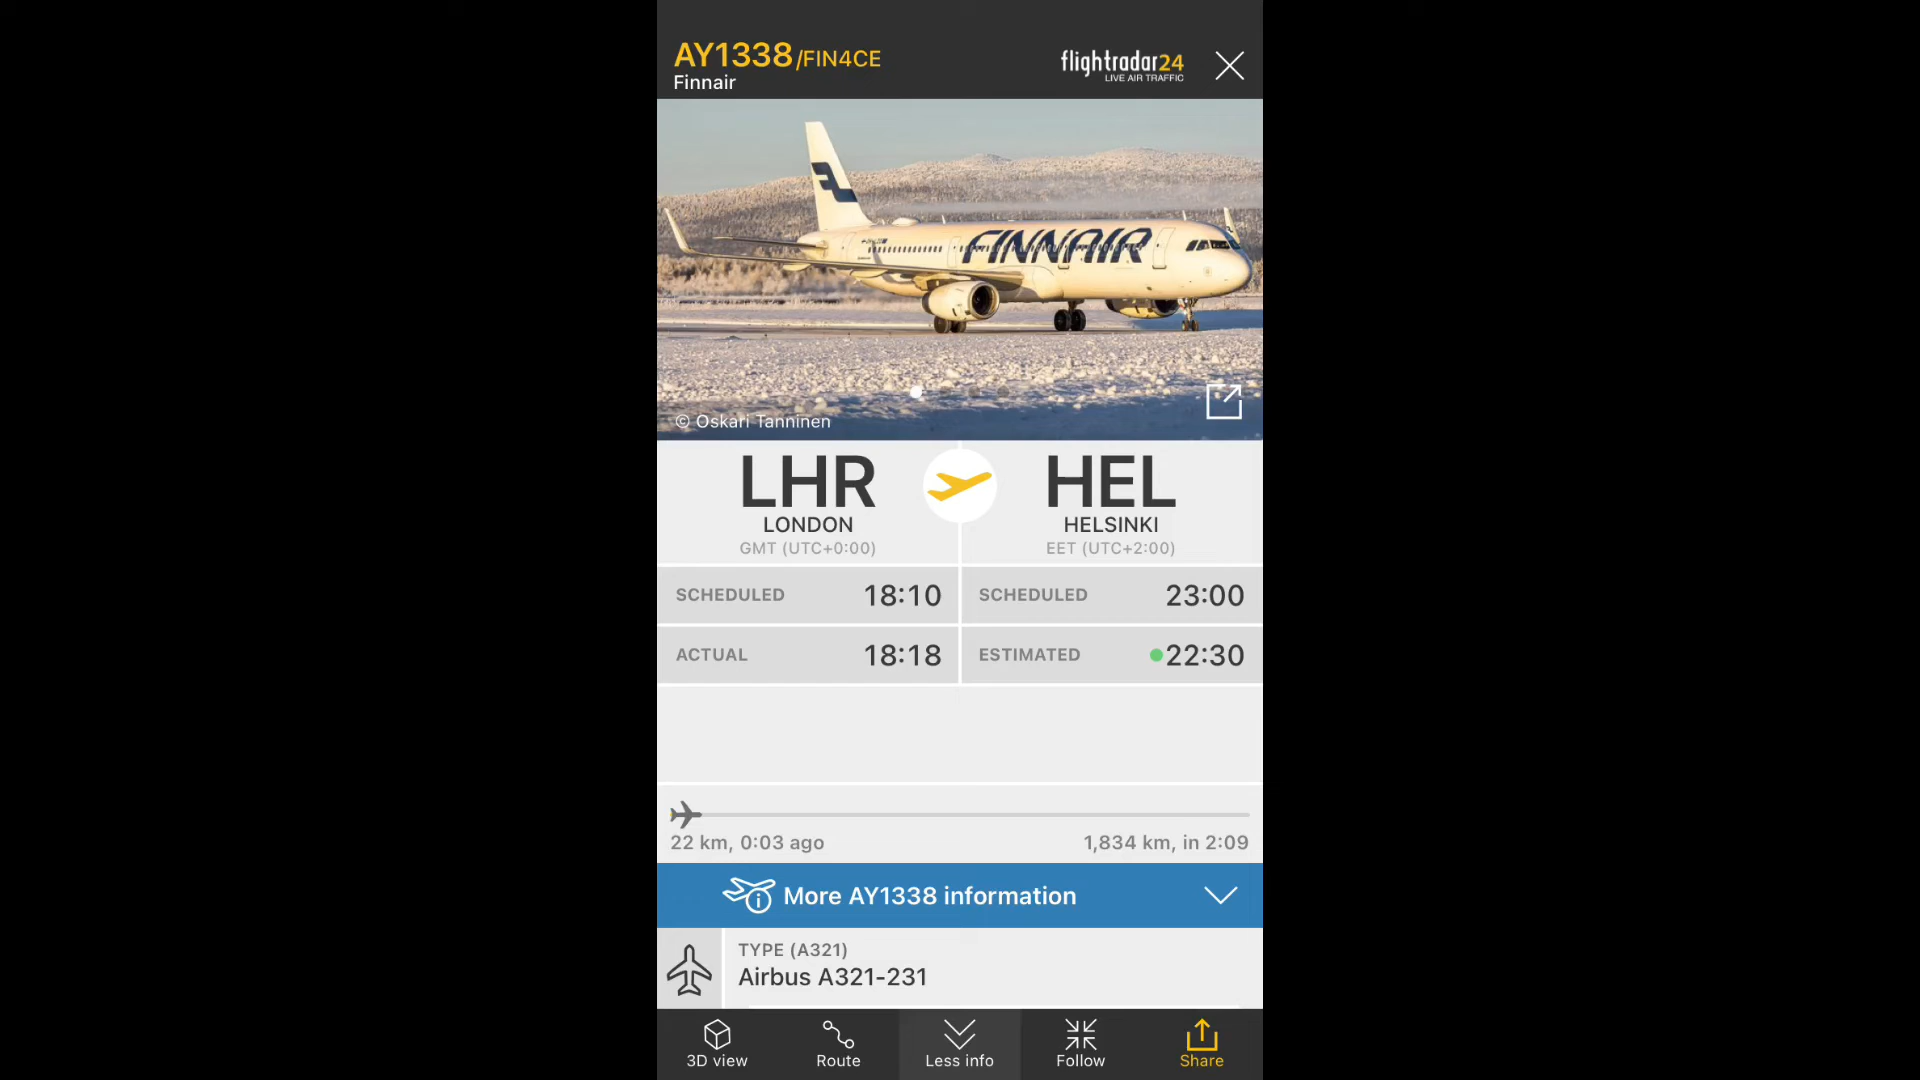 AY1338/FIN4CE
Finnair
flightradar24
LIVE AIR TRAFFIC
FINNAIR
© Oskari Tanninen
LHR
LONDON
GMT (UTC+0:00)
HEL
HELSINKI
EET (UTC+2:00)
SCHEDULED 18:10
SCHEDULED 23:00
ACTUAL 18:18
ESTIMATED 22:30
22 km, 0:03 ago
1,834 km, in 2:09
More AY1338 information
TYPE (A321)
Airbus A321-231
3D view
Route
Less info
Follow
Share